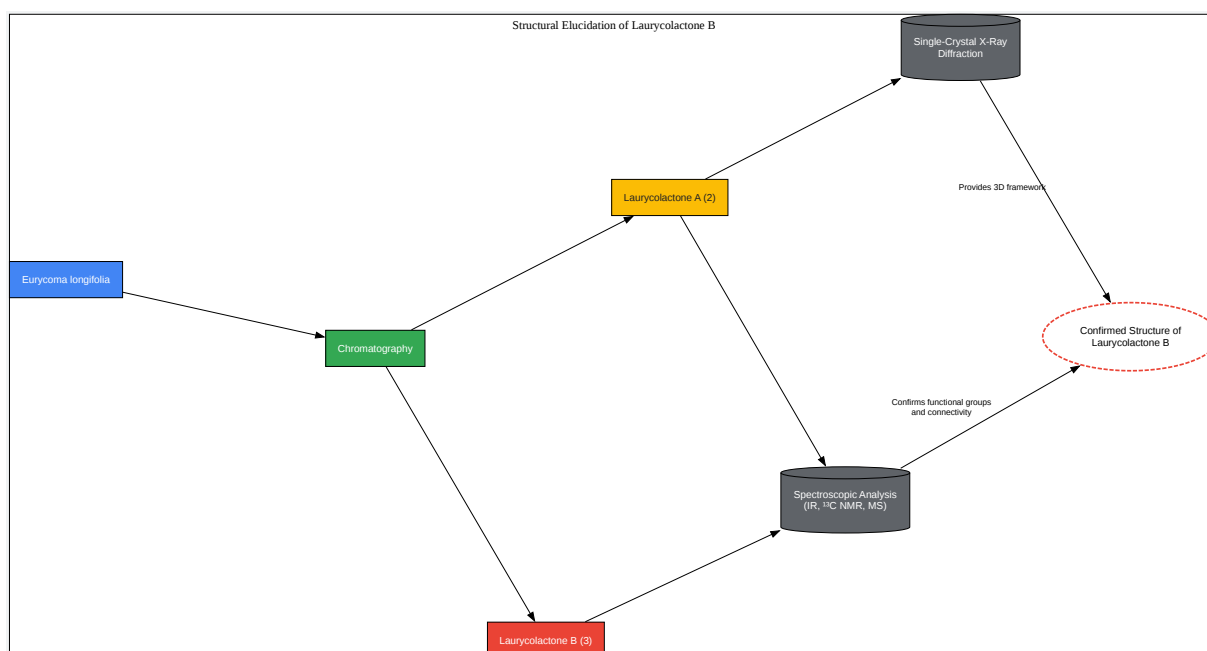 Structural Elucidation of Laurycolactone B
Single-Crystal X-Ray
Diffraction
Provides 3D framework
Laurycolactone A (2)
Eurycoma longifolia
Chromatography
Confirmed Structure of
Laurycolactone B
Confirms functional groups
and connectivity
Spectroscopic Analysis
(IR, ¹³C NMR, MS)
Laurycolactone B (3)